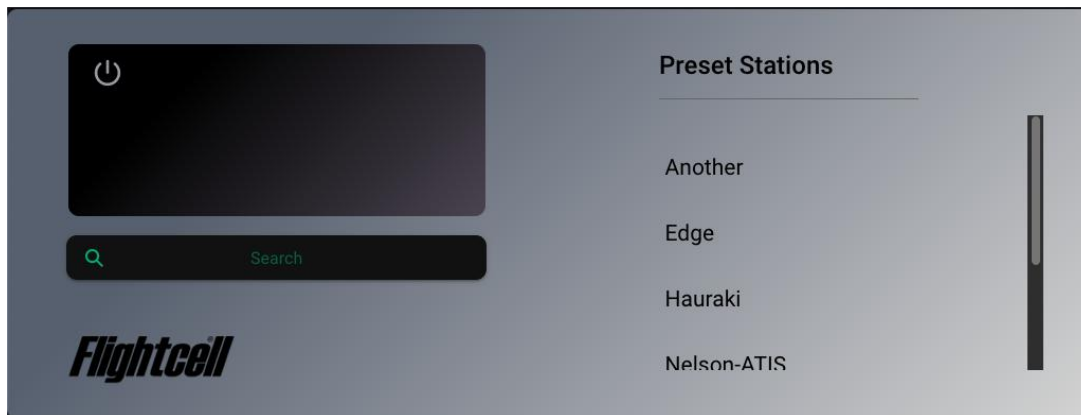 Search
Flightcell
Preset Stations
Another
Edge
Hauraki
Nelson-ATIS